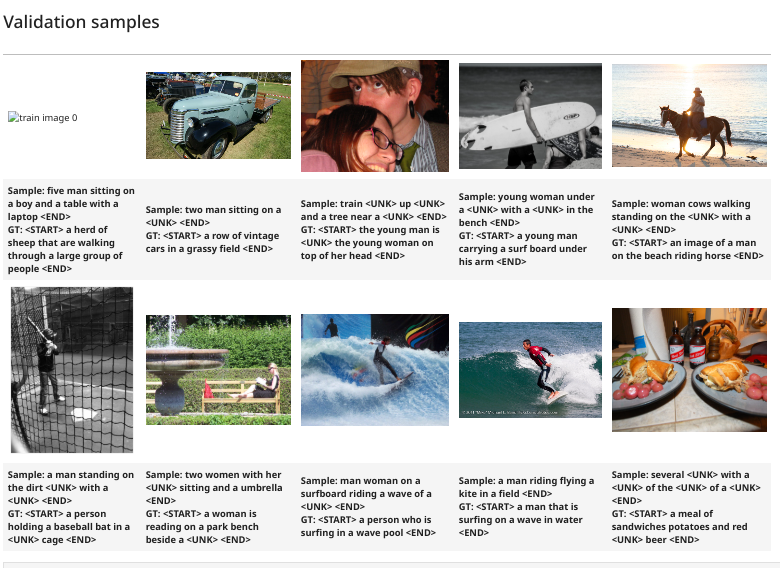 Validation samples
train image 0
Sample: five man sitting on
a boy and a table with a
laptop <END>
GT: <START> a herd of
sheep that are walking
through a large group of
people <END>
Sample: two man sitting on a
<UNK> <END>
GT: <START> a row of vintage
cars in a grassy field <END>
Sample: train <UNK> up <UNK>
and a tree near a <UNK> <END>
GT: <START> the young man is
<UNK> the young woman on
top of her head <END>
Sample: young woman under
a <UNK> with a <UNK> in the
bench <END>
GT: <START> a young man
carrying a surf board under
his arm <END>
Sample: woman cows walking
standing on the <UNK> with a
<UNK> <END>
GT: <START> an image of a man
on the beach riding horse <END>
Sample: a man standing on
the dirt <UNK> with a
<UNK> <END>
GT: <START> a person
holding a baseball bat in a
<UNK> cage <END>
Sample: two women with her
<UNK> sitting and a umbrella
<END>
GT: <START> a woman is
reading on a park bench
beside a <UNK> <END>
Sample: man woman on a
surfboard riding a wave of a
<UNK> <END>
GT: <START> a person who is
surfing in a wave pool <END>
Sample: a man riding flying a
kite in a field <END>
GT: <START> a man that is
surfing on a wave in water
<END>
Sample: several <UNK> with a
<UNK> of the <UNK> of a <UNK>
<END>
GT: <START> a meal of
sandwiches potatoes and red
<UNK> beer <END>